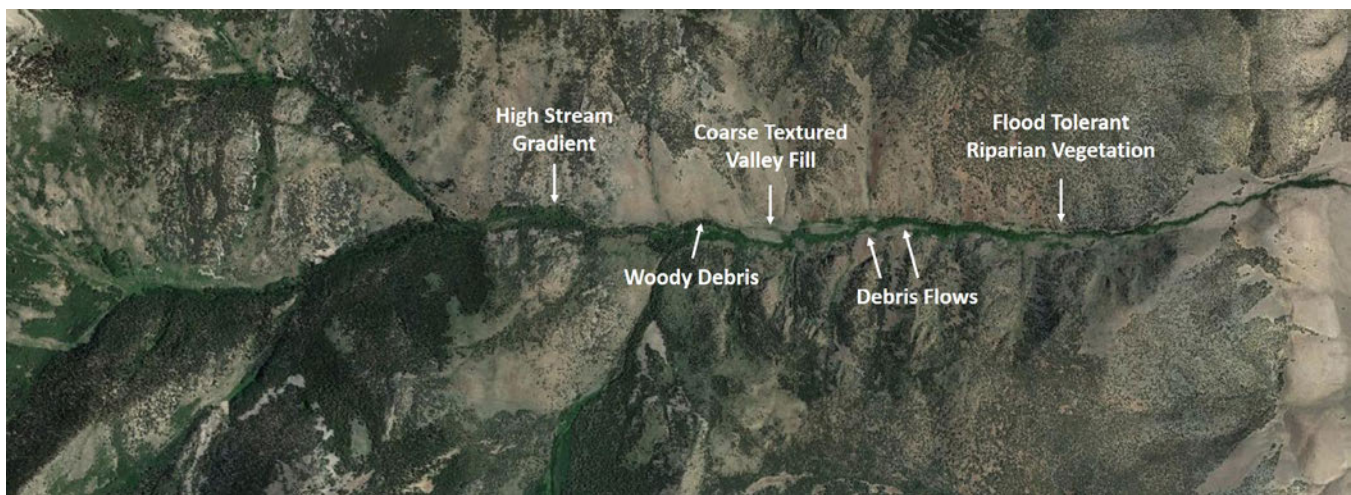 High Stream
Gradient
Coarse Textured
Valley Fill
Flood Tolerant
Riparian Vegetation
Woody Debris
Debris Flows